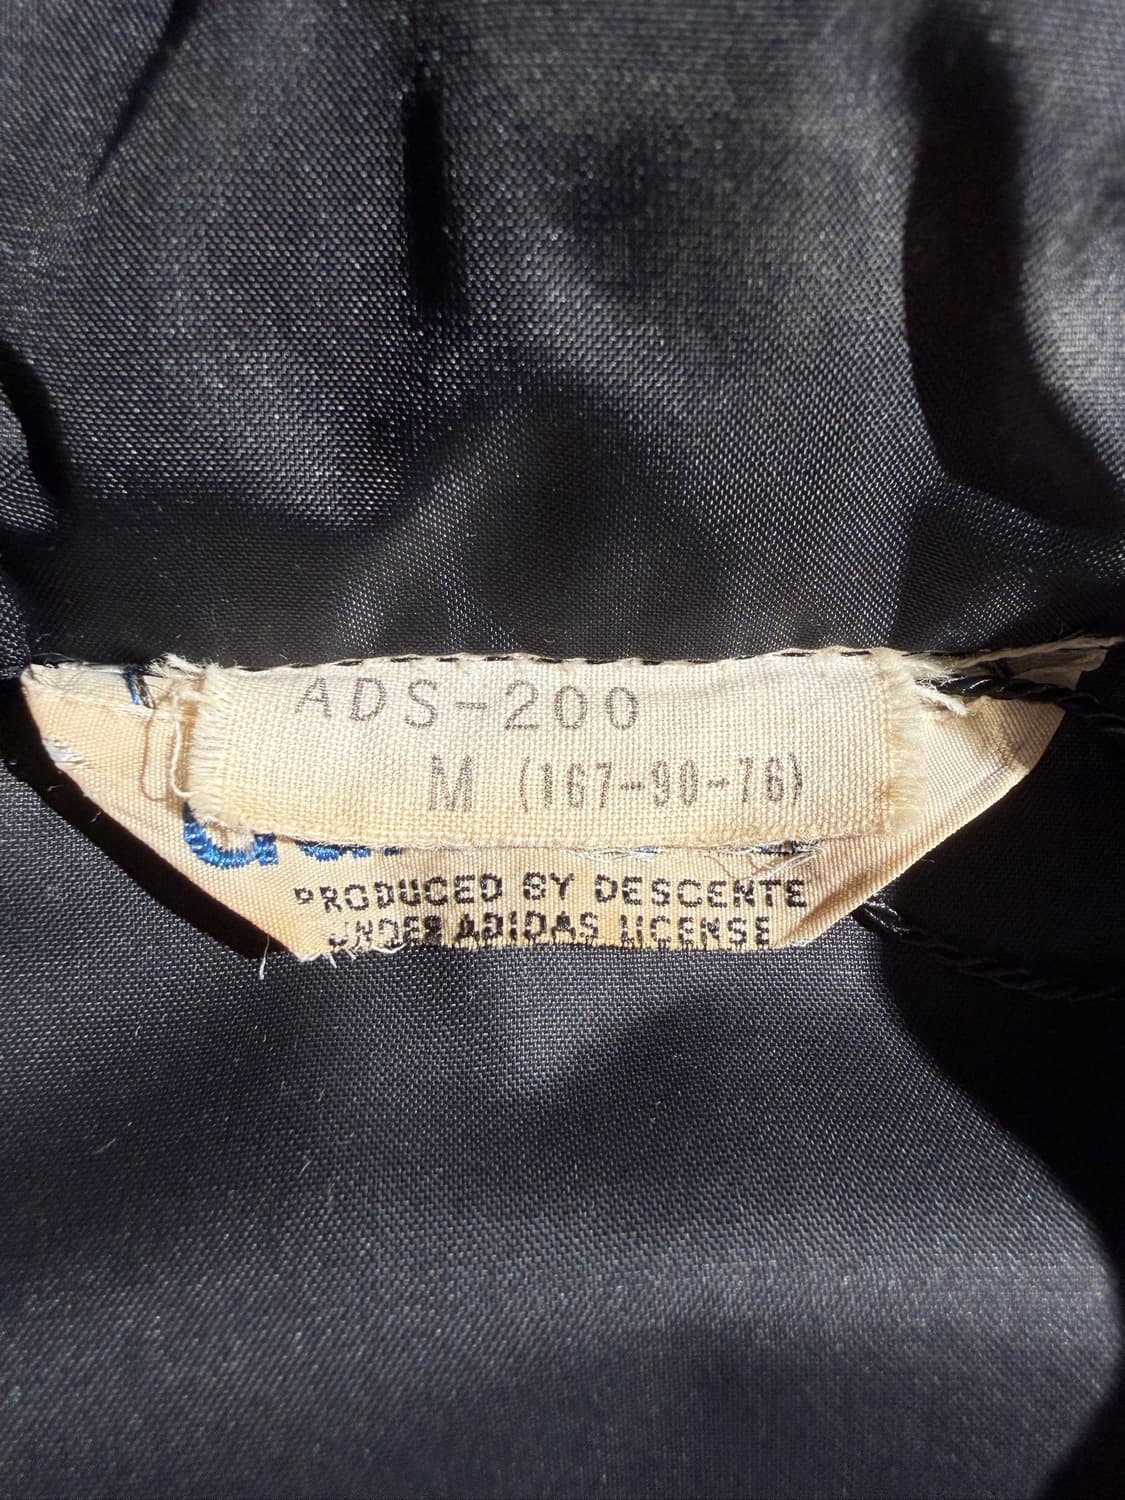 ADS-200
M (167-90-76)
PRODUCED BY DESCENTE
UNDER ADIDAS LICENSE